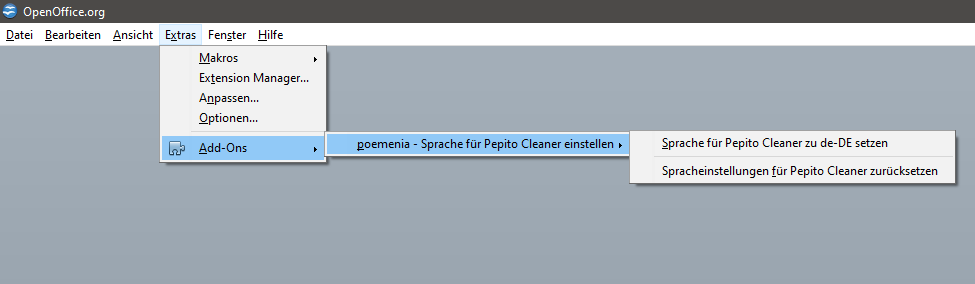 OpenOffice.org
Datei Bearbeiten Ansicht Extras Fenster Hilfe
Makros
Extension Manager...
Anpassen...
Optionen...
Add-Ons
poemenia - Sprache für Pepito Cleaner einstellen
Sprache für Pepito Cleaner zu de-DE setzen
Spracheinstellungen für Pepito Cleaner zurücksetzen